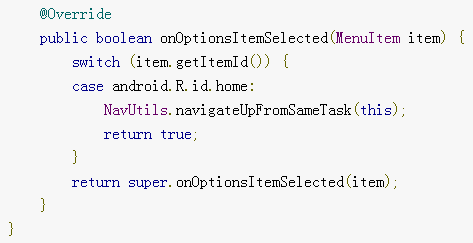 @Override
public boolean onOptionsItemSelected(MenuItem item) {
switch (item.getItemId()) {
case android.R.id.home:
NavUtils.navigateUpFromSameTask(this);
return true;
}
return super.onOptionsItemSelected(item);
}
}